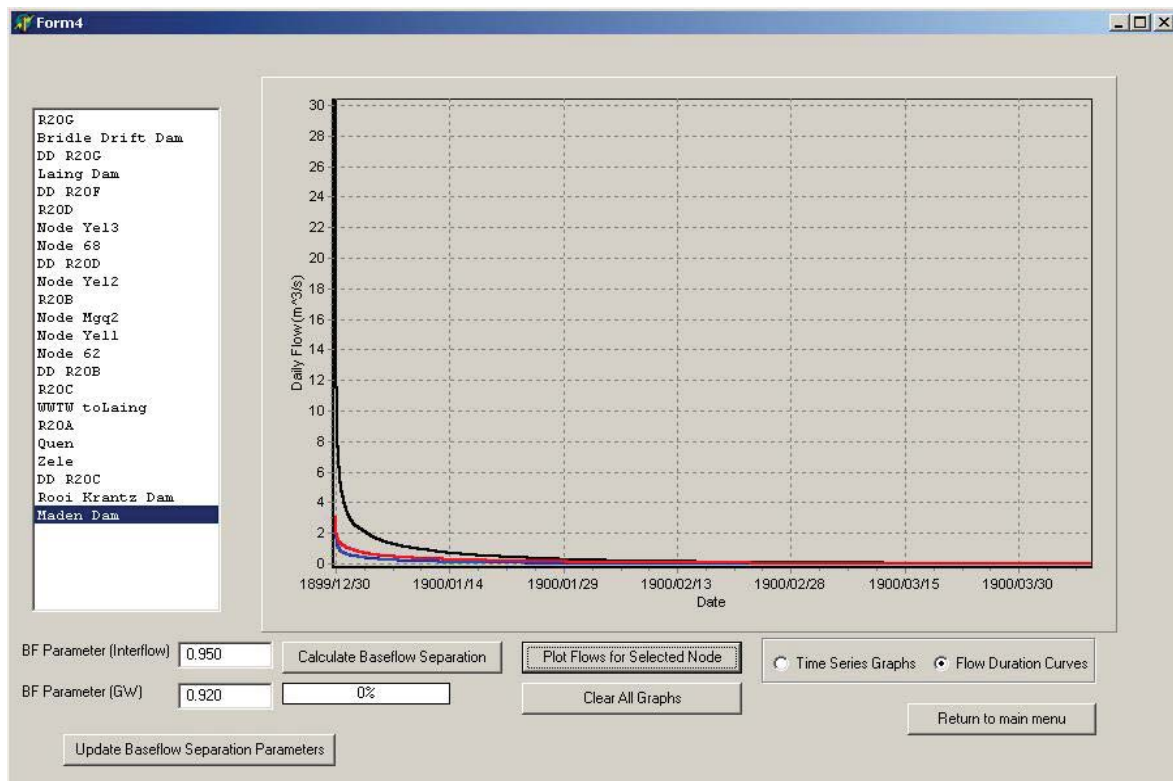 Form4
R20G
Bridle Drift Dam
DD R20G
Laing Dam
DD R20F
R20D
Node Yel3
Node 68
DD R20D
Node Yel2
R20B
Node Mgq2
Node Yel1
Node 62
DD R20B
R20C
WWTW toLaing
R20A
Quen
Zele
DD R20C
Rooi Krantz Dam
Maden Dam
Daily Flow (m^3/s)
30
28
26
24
22
20
18
16
14
12
10
8
6
4
2
0
1899/12/30 1900/01/14 1900/01/29 1900/02/13 1900/02/28 1900/03/15 1900/03/30
Date
BF Parameter (Interflow) 0.950 Calculate Baseflow Separation Plot Flows for Selected Node Time Series Graphs Flow Duration Curves
BF Parameter (GW) 0.920 0% Clear All Graphs
Return to main menu
Update Baseflow Separation Parameters